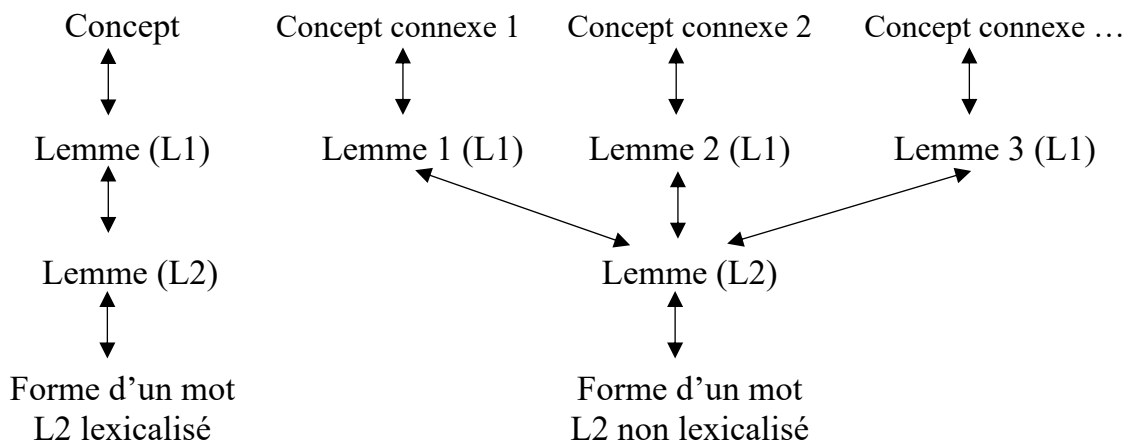 Concept Concept connexe 1 Concept connexe 2 Concept connexe …
Lemme (L1) Lemme 1 (L1) Lemme 2 (L1) Lemme 3 (L1)
Lemme (L2) Lemme (L2)
Forme d’un mot Forme d’un mot
L2 lexicalisé L2 non lexicalisé